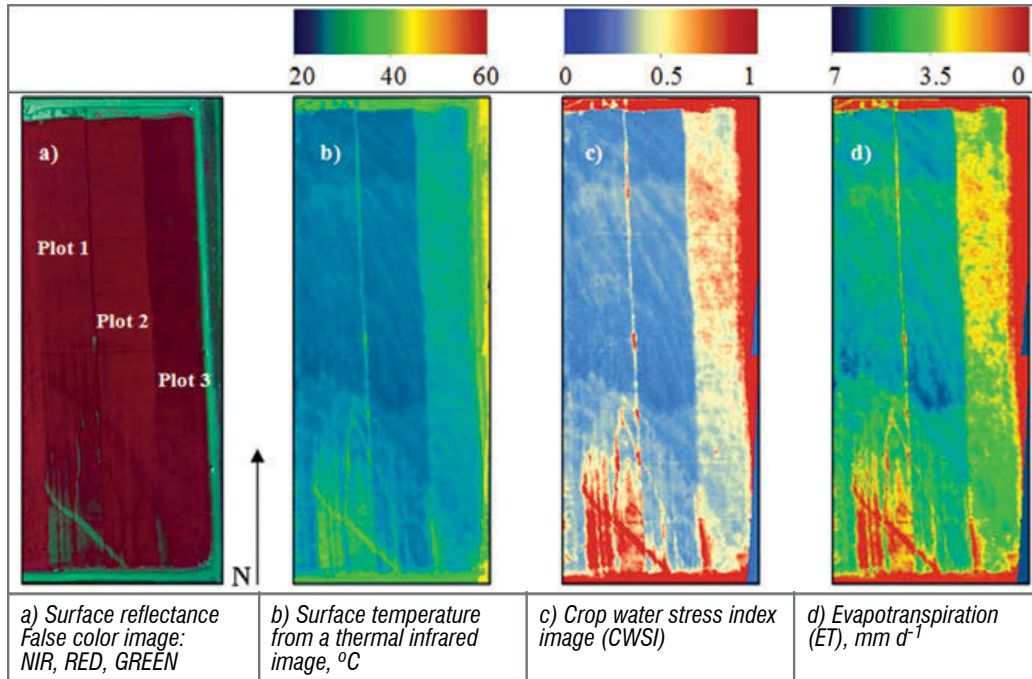 20 40 60
0 0.5 1
7 3.5 0
a)
b)
c)
d)
Plot 1
Plot 2
Plot 3
N
a) Surface reflectance
False color image:
NIR, RED, GREEN
b) Surface temperature
from a thermal infrared
image, ºC
c) Crop water stress index
image (CWSI)
d) Evapotranspiration
(ET), mm d-1